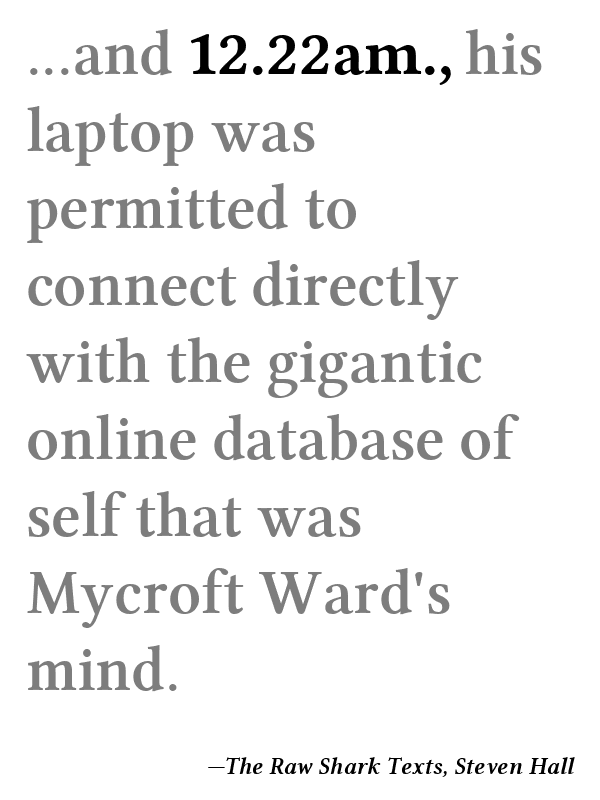 ...and 12.22am., his
laptop was
permitted to
connect directly
with the gigantic
online database of
self that was
Mycroft Ward's
mind.
—The Raw Shark Texts, Steven Hall